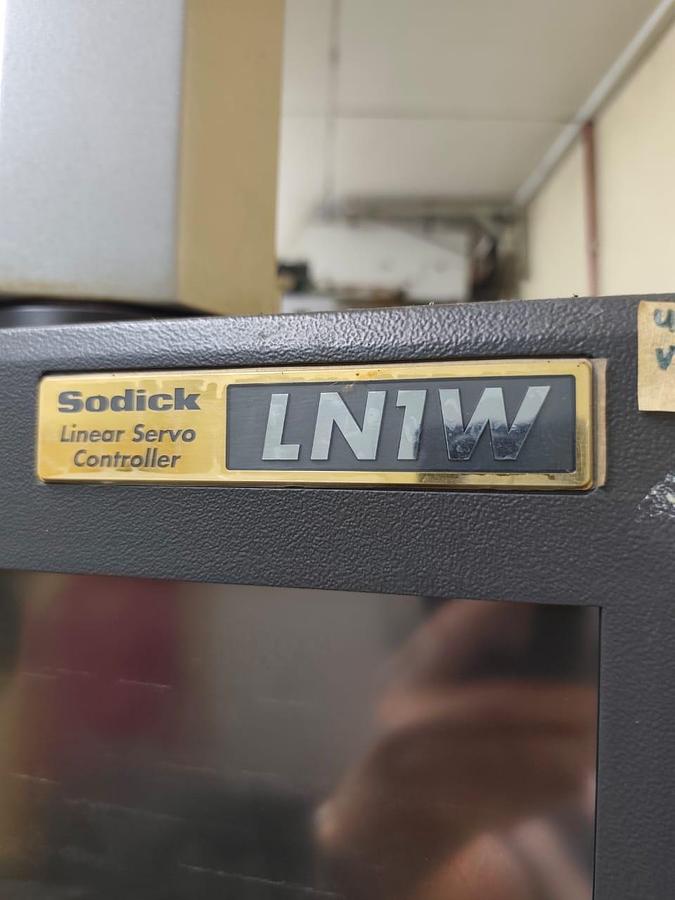 Sodick
Linear Servo
Controller
LN1W